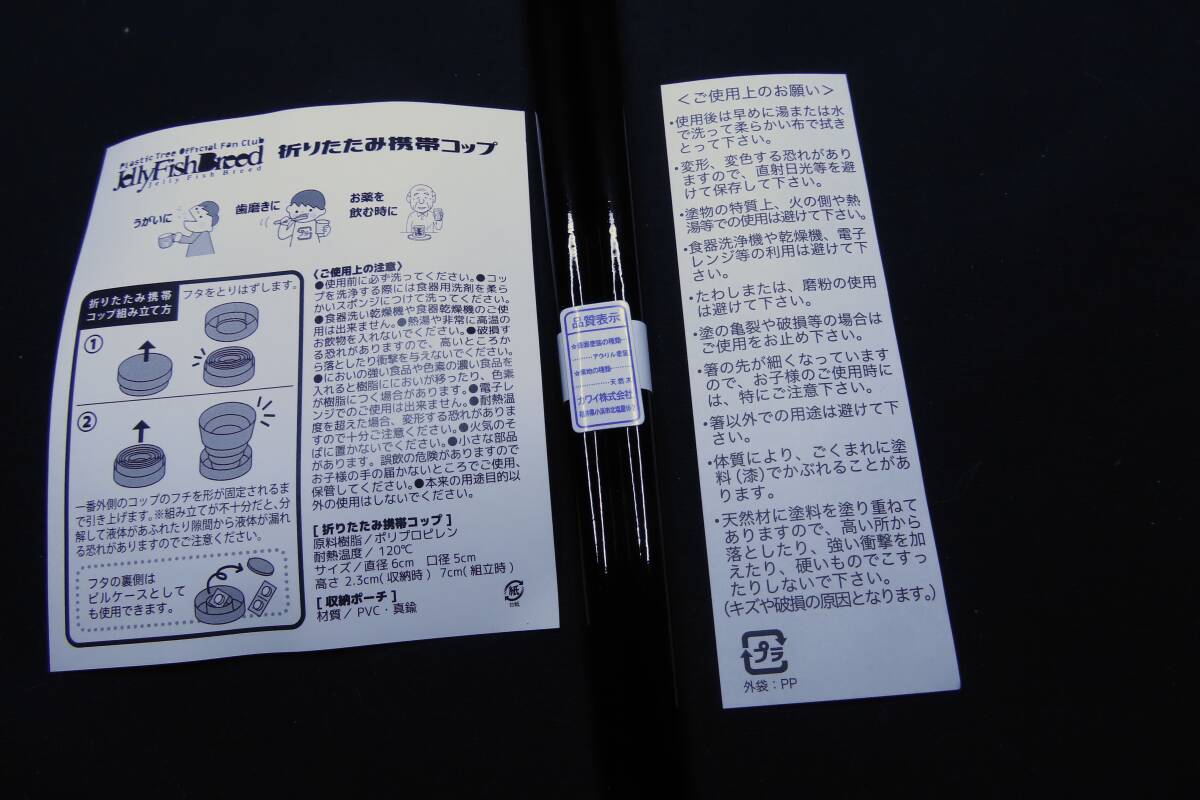 Plastic Tree Official Fan Club
JellyFishBreed
Jelly Fish Breed
折りたたみ携帯コップ
うがいに
歯磨きに
お薬を
飲む時に
折りたたみ携帯
コップ組み立て方
フタをとりはずします。
①
②
一番外側のコップのフチを形が固定されるま
で引き上げます。※組み立てが不十分だと、分
解して液体があふれたり隙間から液体が漏れ
る恐れがありますのでご注意ください。
フタの裏側は
ピルケースとして
も使用できます。
〈ご使用上の注意〉
●使用前に必ず洗ってください。●コッ
プを洗浄する際には食器用洗剤を柔ら
かいスポンジにつけて洗ってください。
●食器洗い乾燥機や食器乾燥機のご使
用は出来ません。●熱湯や非常に高温の
お飲物を入れないでください。●破損す
る恐れがありますので、高いところか
ら落としたり衝撃を与えないでください。
●においの強い食品や色素の濃い食品を
入れると樹脂ににおいが移ったり、色素
が樹脂につく場合があります。●電子レ
ンジでのご使用は出来ません。●耐熱温
度を超えた場合、変形する恐れがありま
すので十分ご注意ください。●火気のそ
ばに置かないでください。●小さな部品
があります。誤飲の危険がありますので
お子様の手の届かないところでご使用、
保管してください。●本来の用途目的以
外の使用はしないでください。
[ 折りたたみ携帯コップ ]
原料樹脂／ポリプロピレン
耐熱温度／ 120℃
サイズ／直径6cm 口径5cm
高さ 2.3cm(収納時) 7cm(組立時)
[ 収納ポーチ ]
材質／ PVC・真鍮
紙
台紙
品質表示
☆表面塗装の種類…
………アクリル塗装
☆素地の種類………
……………天然木
カワイ株式会社
＜ご使用上のお願い＞
・使用後は早めに湯または水
で洗って柔らかい布で拭き
とって下さい。
・変形、変色する恐れがあり
ますので、直射日光等を避
けて保存して下さい。
・塗物の特質上、火の側や熱
湯等での使用は避けて下さい。
・食器洗浄機や乾燥機、電子
レンジ等の利用は避けて下
さい。
・たわしまたは、磨粉の使用
は避けて下さい。
・塗の亀裂や破損等の場合は
ご使用をお止め下さい。
・箸の先が細くなっています
ので、お子様のご使用時に
は、特にご注意下さい。
・箸以外での用途は避けて下
さい。
・体質により、ごくまれに塗
料（漆）でかぶれることがあ
ります。
・天然材に塗料を塗り重ねて
ありますので、高い所から
落としたり、強い衝撃を加
えたり、硬いものでこすっ
たりしないで下さい。
（キズや破損の原因となります。）
プラ
外袋：PP